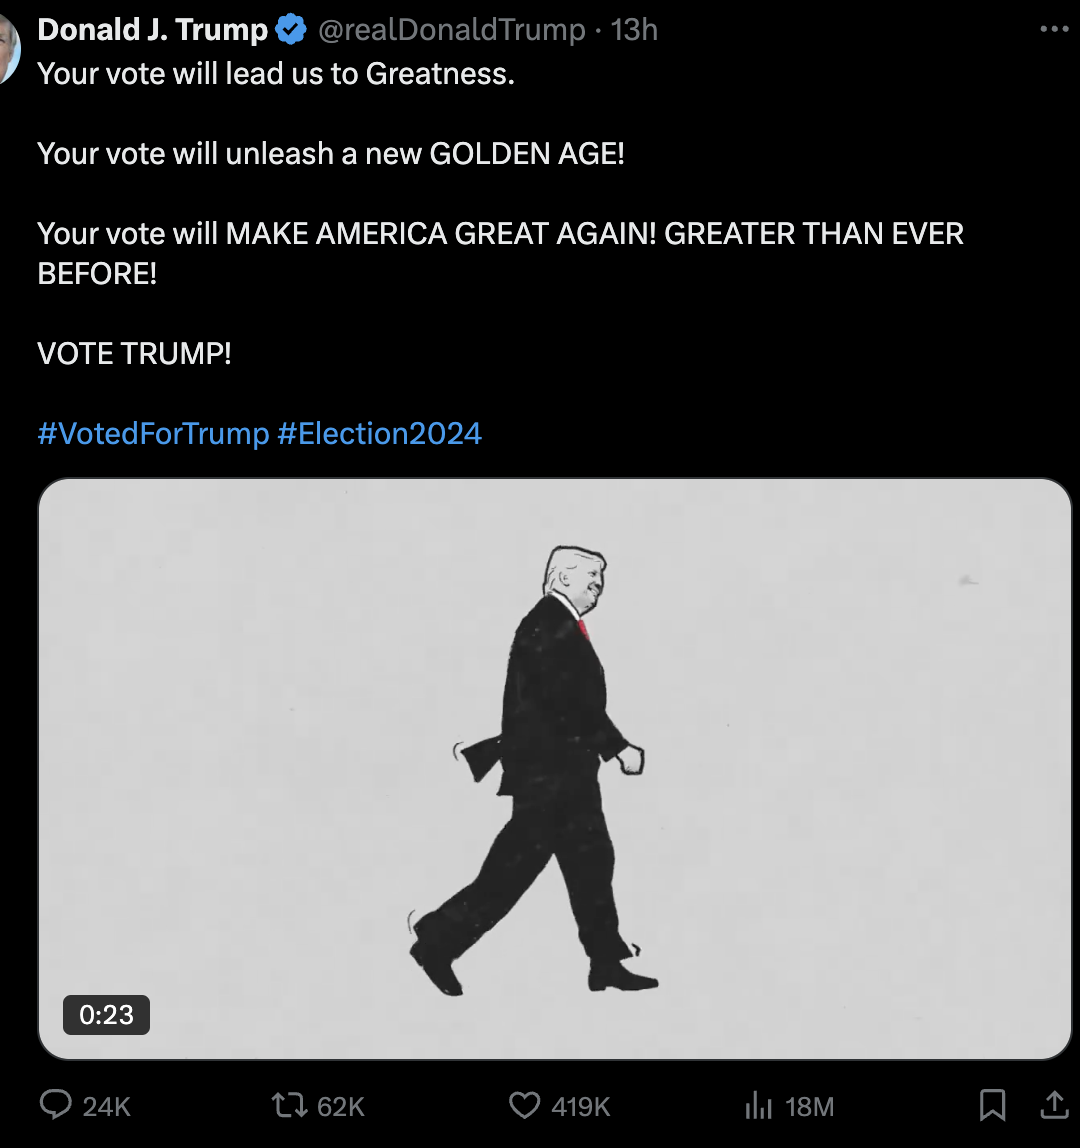 Donald J. Trump @realDonaldTrump · 13h
Your vote will lead us to Greatness.
Your vote will unleash a new GOLDEN AGE!
Your vote will MAKE AMERICA GREAT AGAIN! GREATER THAN EVER
BEFORE!
VOTE TRUMP!
#VotedForTrump #Election2024
0:23
24K 62K 419K 18M